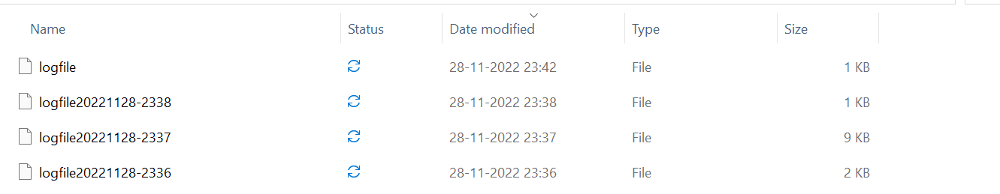 Name Status Date modified Type Size
logfile 28-11-2022 23:42 File 1 KB
logfile20221128-2338 28-11-2022 23:38 File 1 KB
logfile20221128-2337 28-11-2022 23:37 File 9 KB
logfile20221128-2336 28-11-2022 23:36 File 2 KB